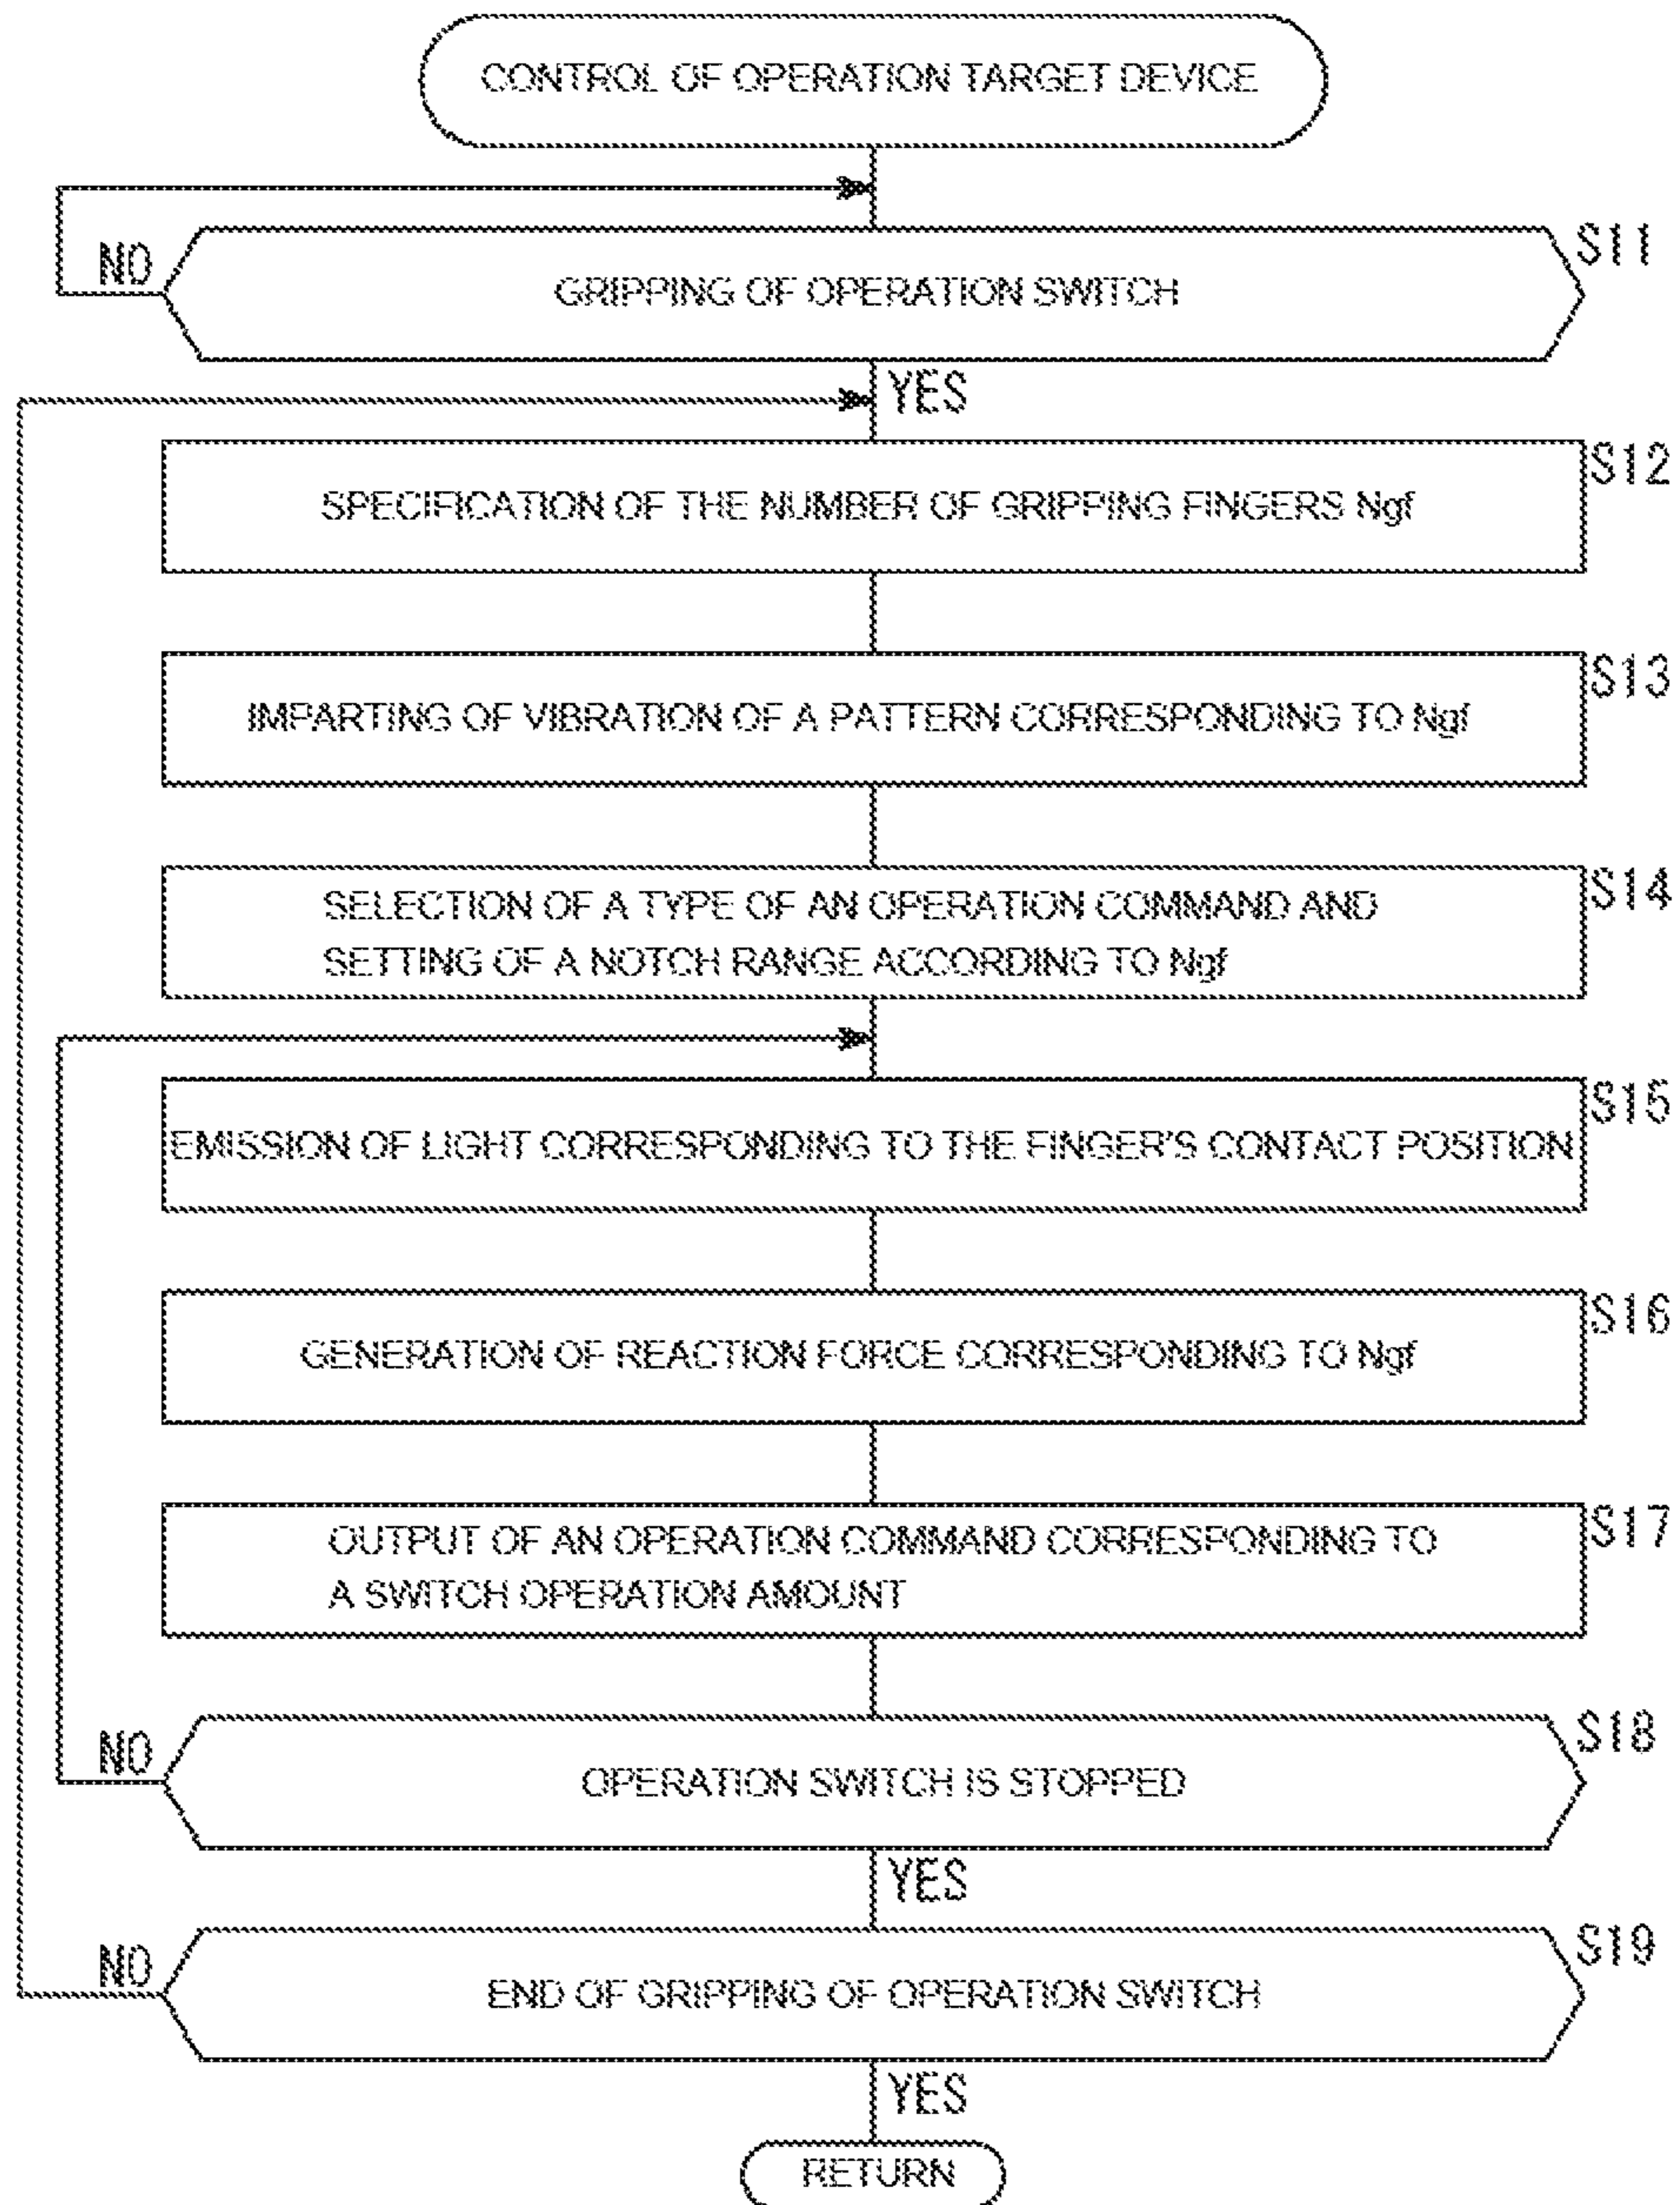 CONTROL OF OPERATION TARGET DEVICE
NO
GRIPPING OF OPERATION SWITCH
S11
YES
S12
SPECIFICATION OF THE NUMBER OF GRIPPING FINGERS Ngf
S13
IMPARTING OF VIBRATION OF A PATTERN CORRESPONDING TO Ngf
S14
SELECTION OF A TYPE OF AN OPERATION COMMAND AND
SETTING OF A NOTCH RANGE ACCORDING TO Ngf
S15
EMISSION OF LIGHT CORRESPONDING TO THE FINGER'S CONTACT POSITION
S16
GENERATION OF REACTION FORCE CORRESPONDING TO Ngf
S17
OUTPUT OF AN OPERATION COMMAND CORRESPONDING TO
A SWITCH OPERATION AMOUNT
NO
S18
OPERATION SWITCH IS STOPPED
YES
NO
S19
END OF GRIPPING OF OPERATION SWITCH
YES
RETURN